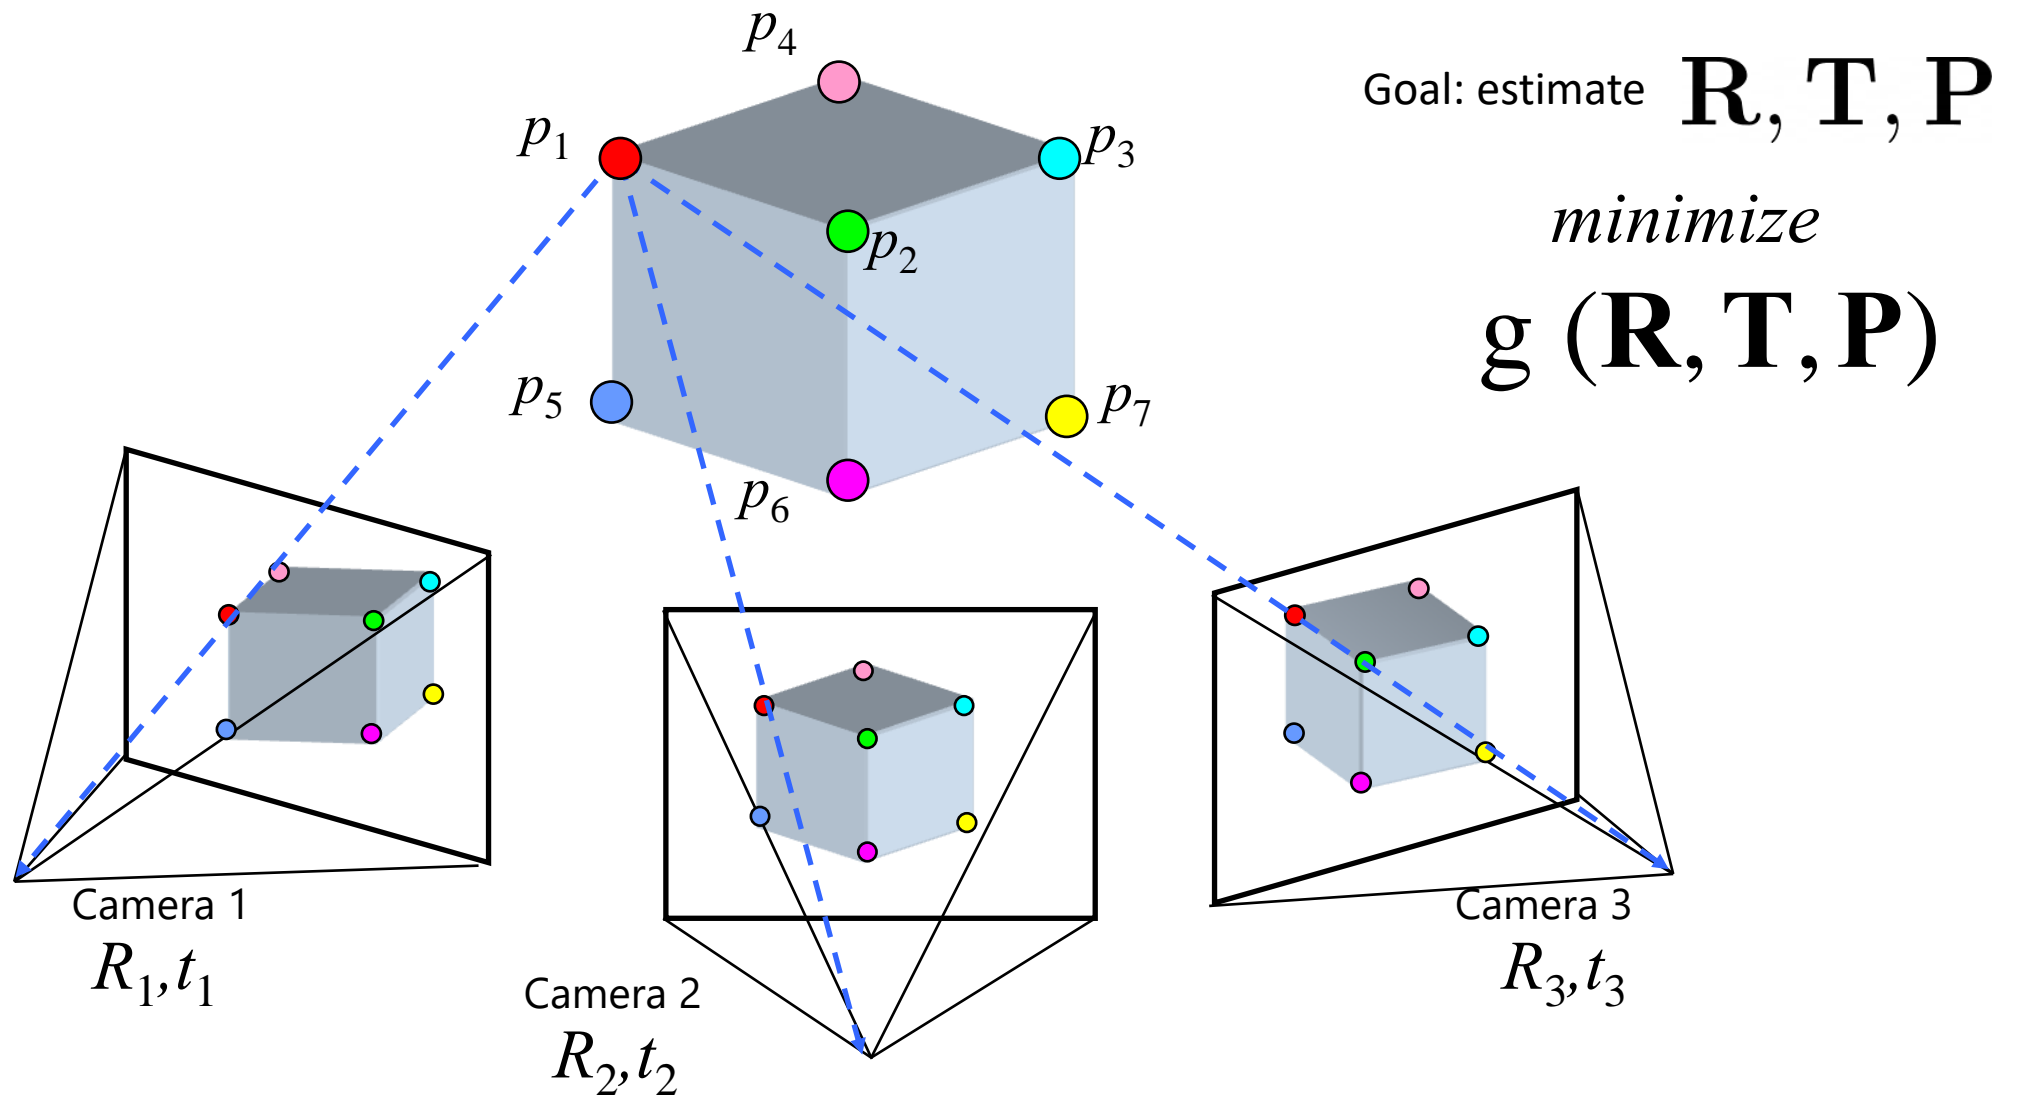 p4
p1
p3
p2
p5
p7
p6
Goal: estimate R, T, P
minimize
g (R, T, P)
Camera 1
R1,t1
Camera 2
R2,t2
Camera 3
R3,t3